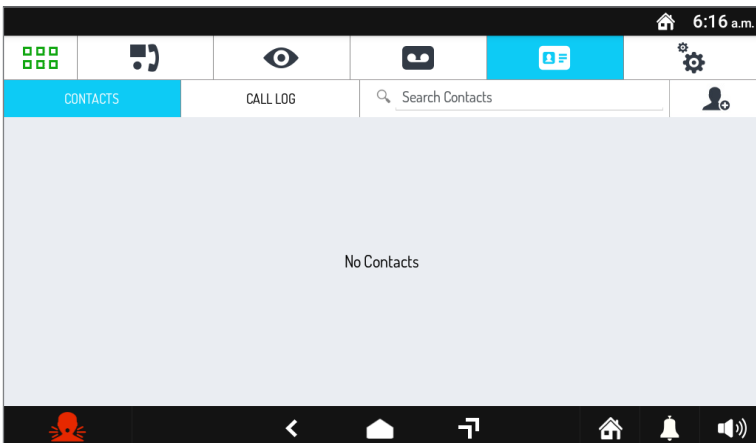 6:16 a.m.
CONTACTS
CALL LOG
Search Contacts
No Contacts